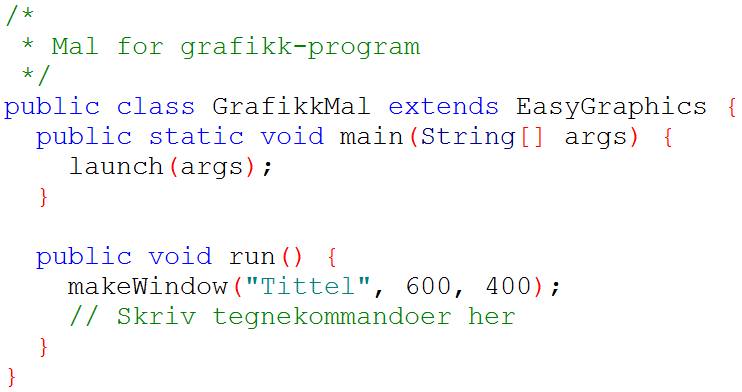 /*
 * Mal for grafikk-program
 */
public class GrafikkMal extends EasyGraphics {
  public static void main(String[] args) {
    launch(args);
  }

  public void run() {
    makeWindow("Tittel", 600, 400);
    // Skriv tegnekommandoer her
  }
}